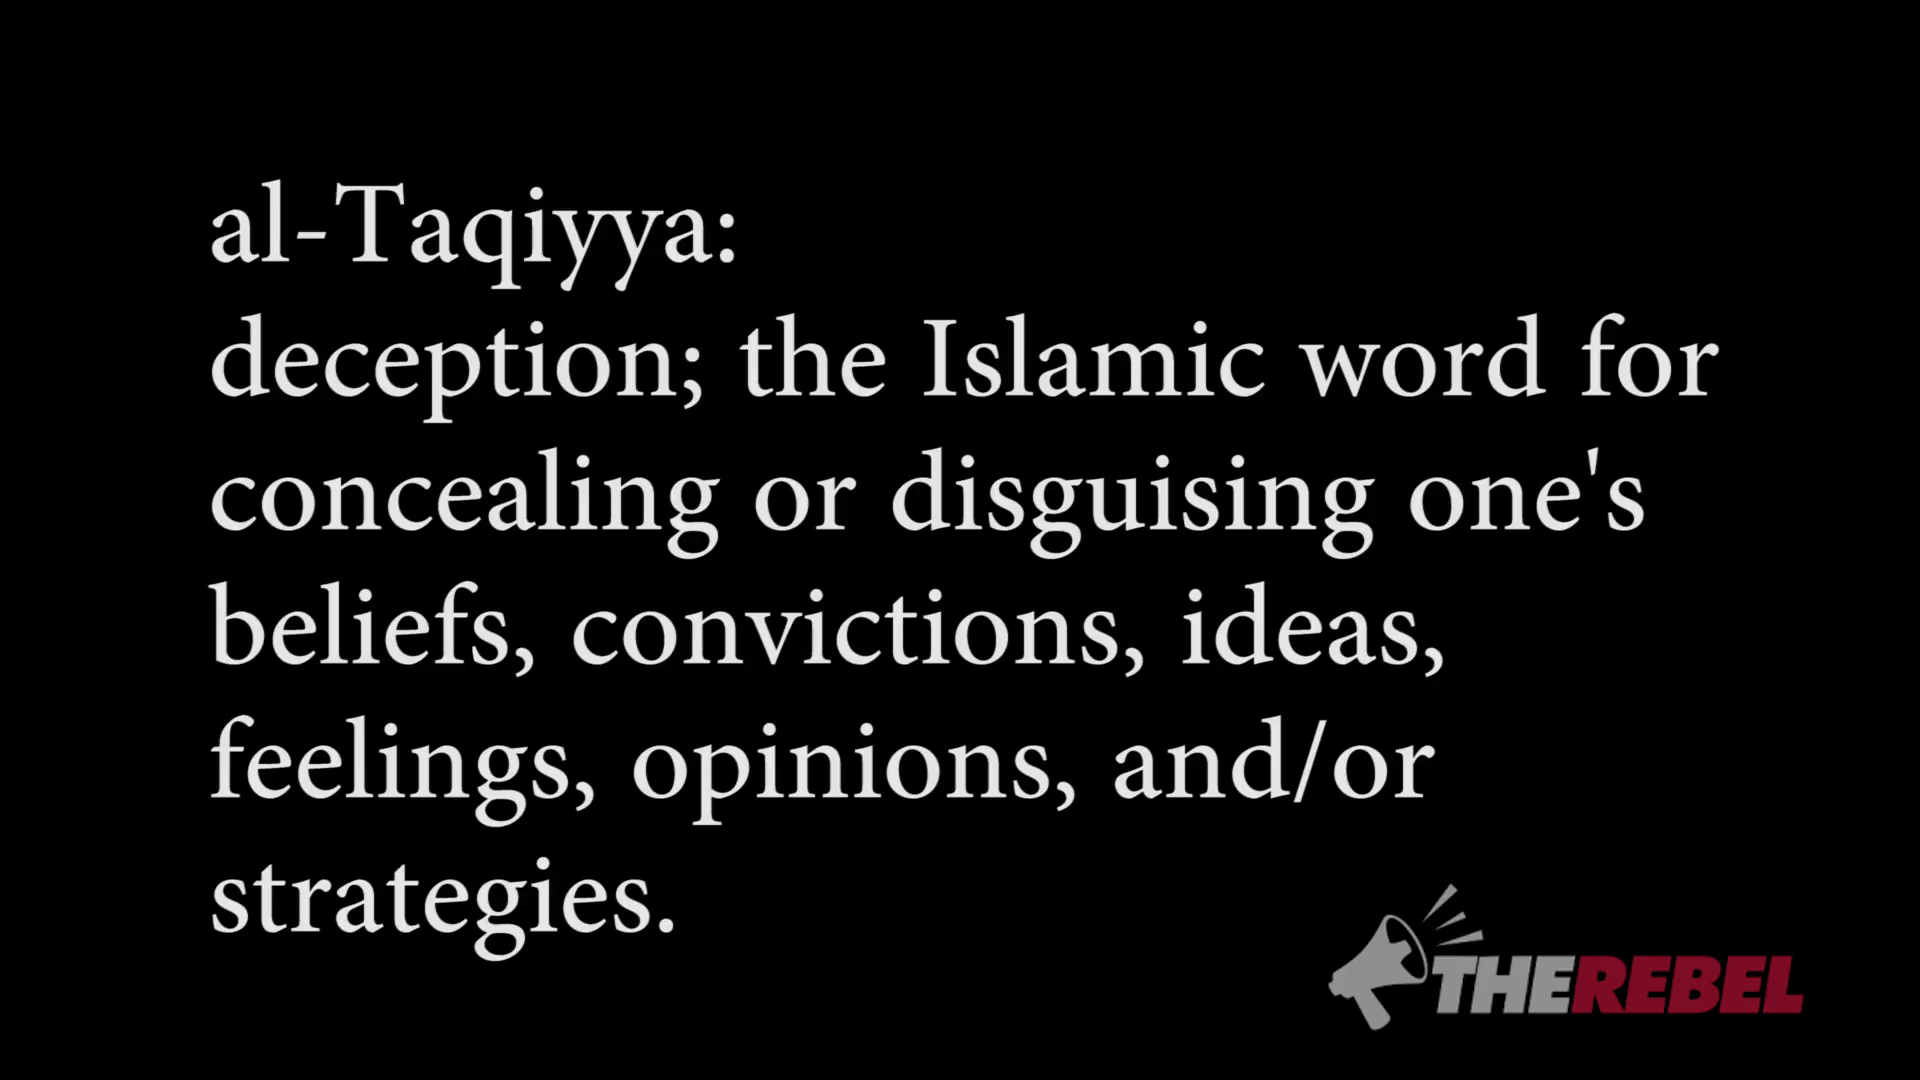 al-Taqiyya:
deception; the Islamic word for
concealing or disguising one's
beliefs, convictions, ideas,
feelings, opinions, and/or
strategies.
THEREBEL